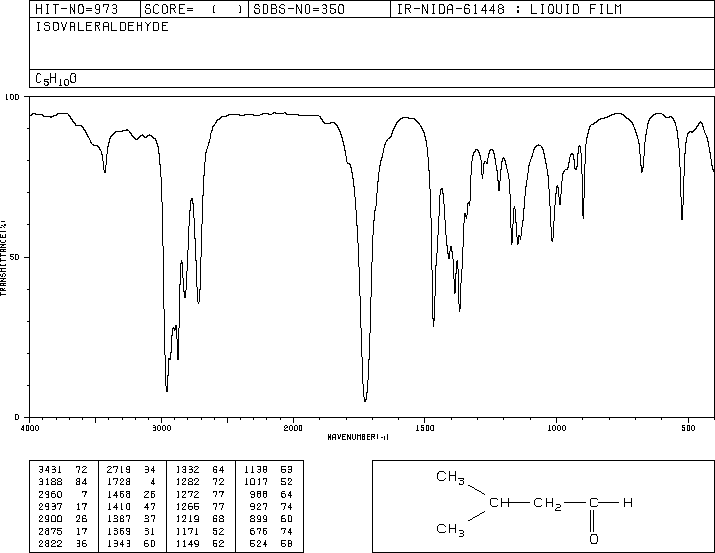 HIT-NO=973 SCORE= ( ) SDBS-NO=350 IR-NIDA-61448 : LIQUID FILM
ISOVALERALDEHYDE
C5H10O
100
50
0
TRANSMITTANCE(%)
4000 3000 2000 1500 1000 500
WAVENUMBER(-1)
3431 72 2719 34 1332 64 1138 53
3188 84 1728 4 1282 72 1017 52
2960 7 1468 26 1272 77 988 64
2937 17 1410 47 1266 77 927 74
2900 26 1387 37 1219 68 899 60
2875 17 1369 31 1171 52 676 74
2822 36 1343 60 1149 52 524 58
CH3
CH CH2 C H
CH3
O